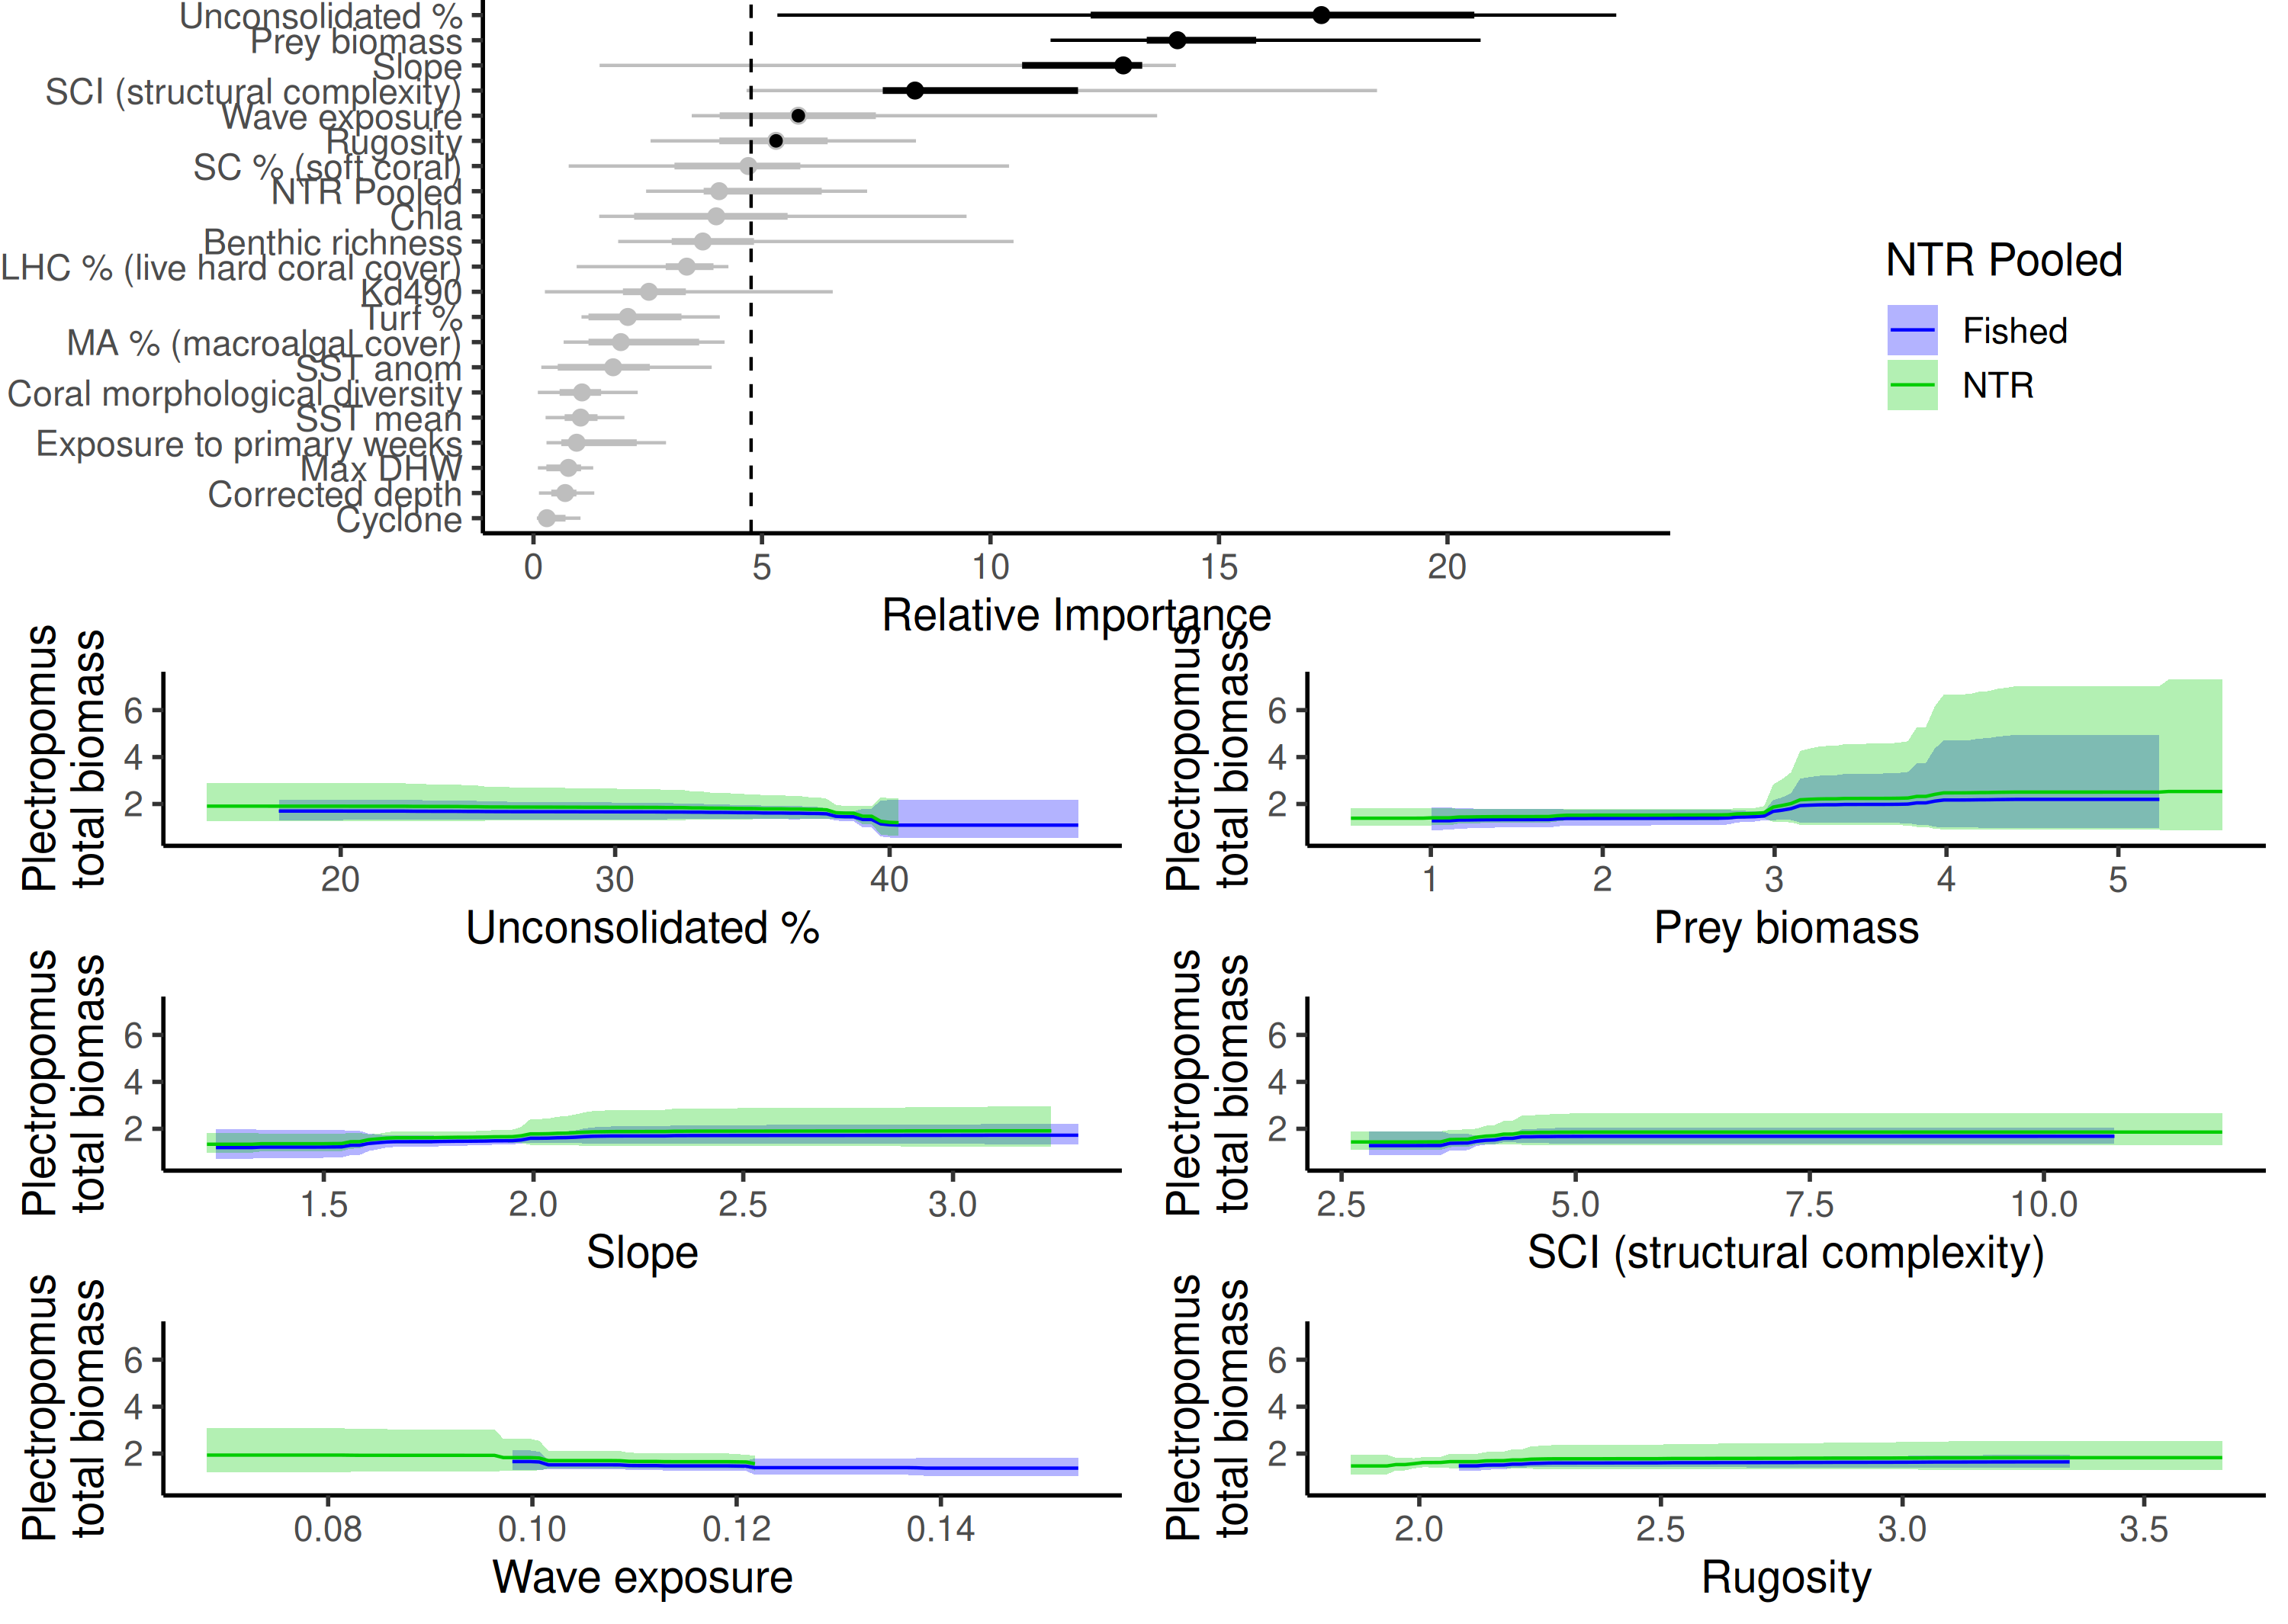 Unconsolidated %
Prey biomass
Slope
SCI (structural complexity)
Wave exposure
Rugosity
SC % (soft coral)
NTR Pooled
Chla
Benthic richness
LHC % (live hard coral cover)
Kd490
Turf %
MA % (macroalgal cover)
SST anom
Coral morphological diversity
SST mean
Exposure to primary weeks
Max DHW
Corrected depth
Cyclone
0 5 10 15 20
Relative Importance
NTR Pooled
Fished
NTR
Plectropomus
total biomass
6
4
2
20 30 40
Unconsolidated %
Plectropomus
total biomass
6
4
2
1 2 3 4 5
Prey biomass
Plectropomus
total biomass
6
4
2
1.5 2.0 2.5 3.0
Slope
Plectropomus
total biomass
6
4
2
2.5 5.0 7.5 10.0
SCI (structural complexity)
Plectropomus
total biomass
6
4
2
0.08 0.10 0.12 0.14
Wave exposure
Plectropomus
total biomass
6
4
2
2.0 2.5 3.0 3.5
Rugosity